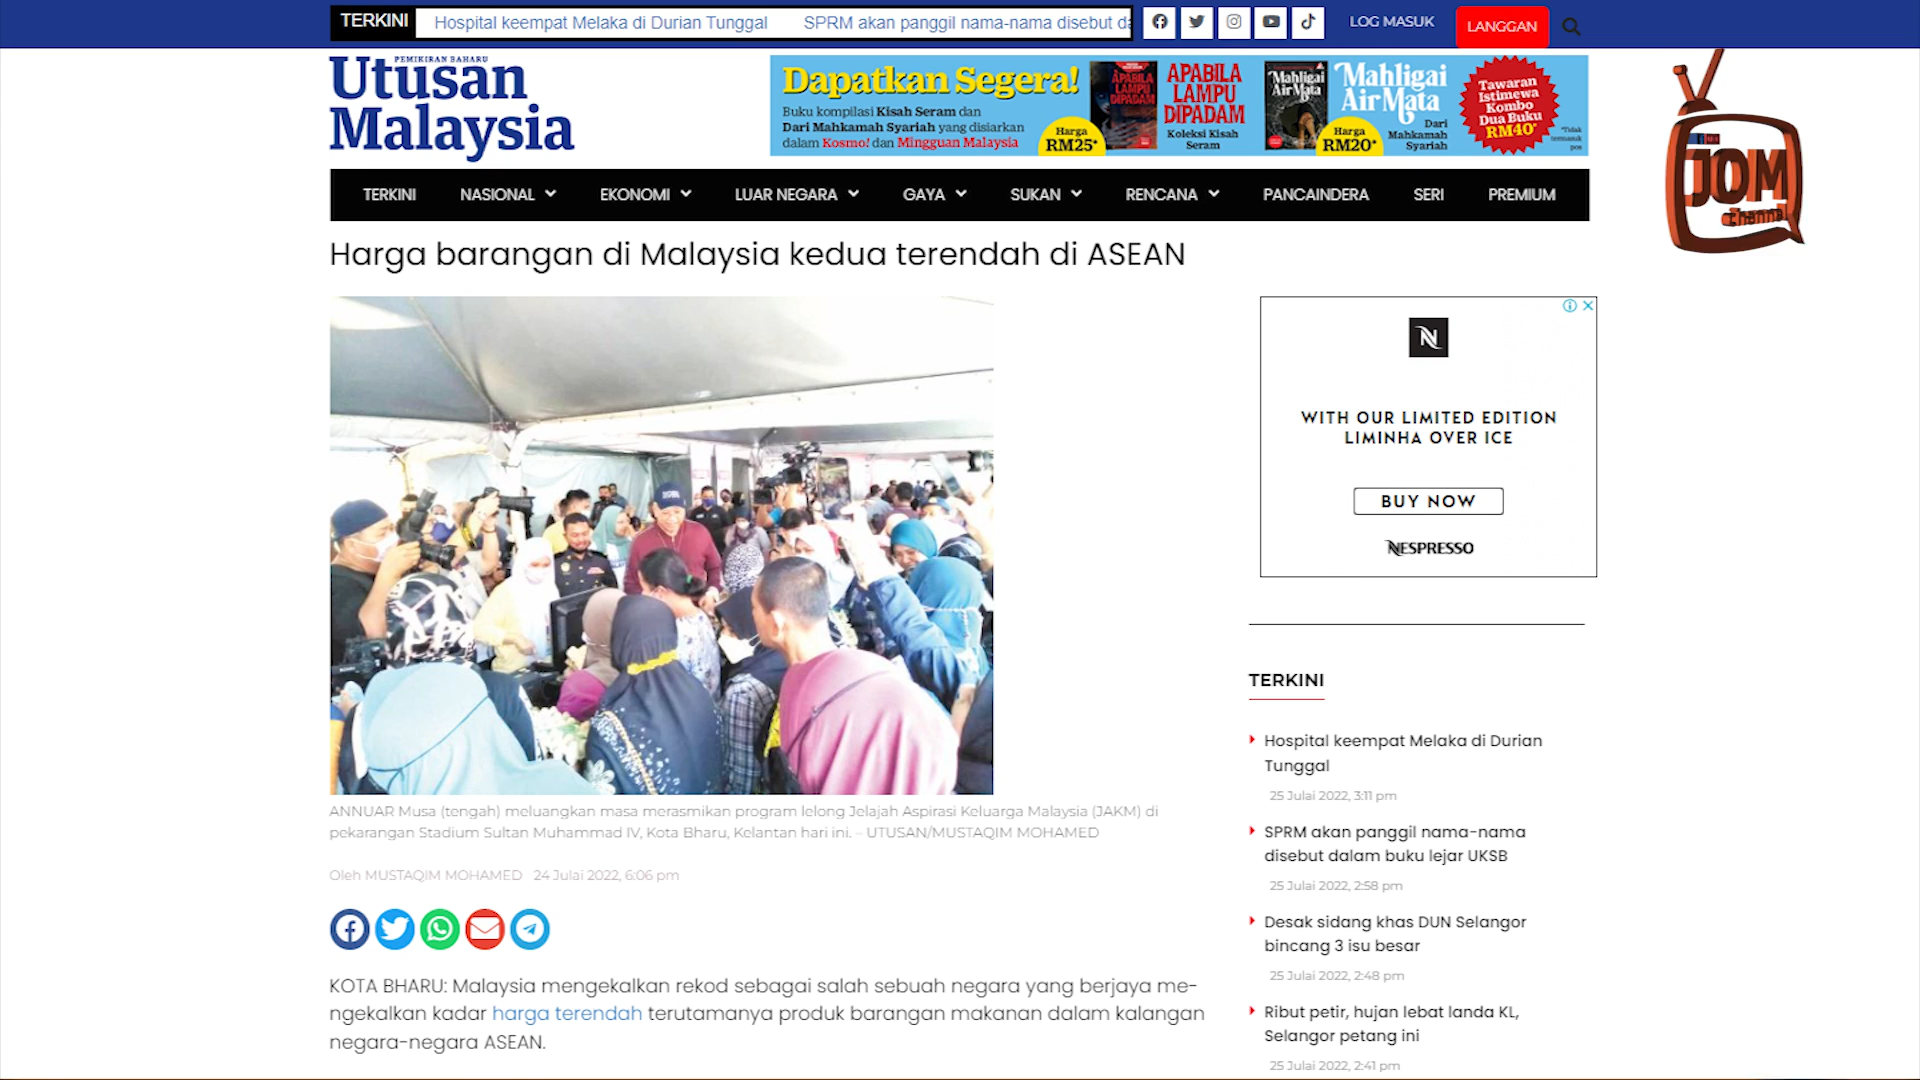 TERKINI
Hospital keempat Melaka di Durian Tunggal
SPRM akan panggil nama-nama disebut da
LOG MASUK
LANGGAN
PEMIKIRAN BAHARU
Utusan
Malaysia
Dapatkan Segera!
Buku kompilasi Kisah Seram dan
Dari Mahkamah Syariah yang disiarkan
dalam Kosmo! dan Mingguan Malaysia
Harga
RM25*
APABILA
LAMPU
DIPADAM
APABILA
LAMPU
DIPADAM
Koleksi Kisah
Seram
Mahligai
Air Mata
Harga
RM20*
Mahligai
Air Mata
Dari
Mahkamah
Syariah
Tawaran
Istimewa
Kombo
Dua Buku
RM40*
*Tidak
termasuk
pos
JOM
channel
TERKINI
NASIONAL
EKONOMI
LUAR NEGARA
GAYA
SUKAN
RENCANA
PANCAINDERA
SERI
PREMIUM
Harga barangan di Malaysia kedua terendah di ASEAN
ANNUAR Musa (tengah) meluangkan masa merasmikan program lelong Jelajah Aspirasi Keluarga Malaysia (JAKM) di
pekarangan Stadium Sultan Muhammad IV, Kota Bharu, Kelantan hari ini. – UTUSAN/MUSTAQIM MOHAMED
Oleh MUSTAQIM MOHAMED 24 Julai 2022, 6:06 pm
KOTA BHARU: Malaysia mengekalkan rekod sebagai salah sebuah negara yang berjaya me-
ngekalkan kadar harga terendah terutamanya produk barangan makanan dalam kalangan
negara-negara ASEAN.
N
WITH OUR LIMITED EDITION
LIMINHA OVER ICE
BUY NOW
NESPRESSO
TERKINI
Hospital keempat Melaka di Durian
Tunggal
25 Julai 2022, 3:11 pm
SPRM akan panggil nama-nama
disebut dalam buku lejar UKSB
25 Julai 2022, 2:58 pm
Desak sidang khas DUN Selangor
bincang 3 isu besar
25 Julai 2022, 2:48 pm
Ribut petir, hujan lebat landa KL,
Selangor petang ini
25 Julai 2022, 2:41 pm